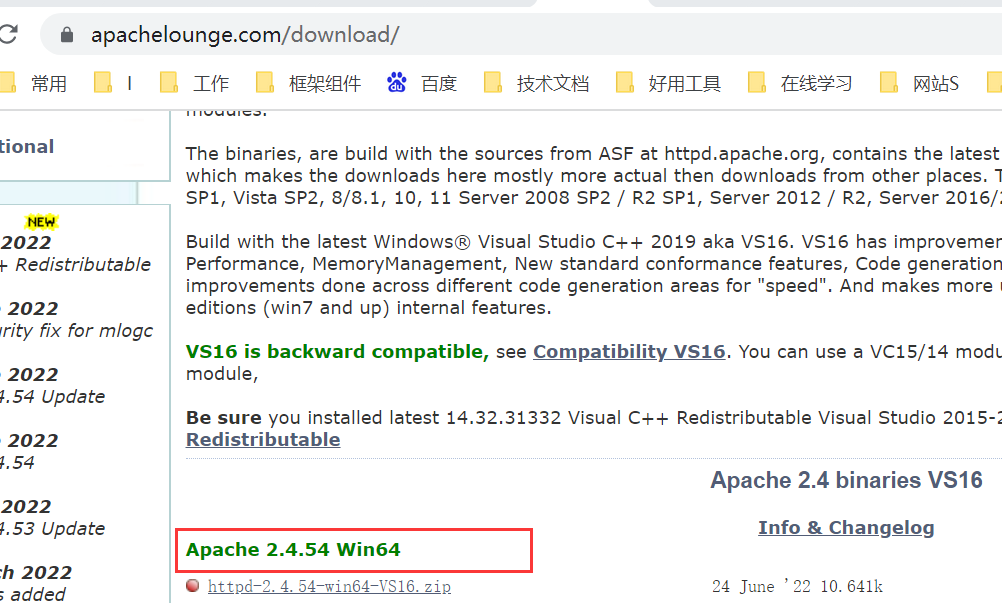 apachelounge.com/download/
常用 I 工作 框架组件 百度 技术文档 好用工具 在线学习 网站S
modules.
tional
The binaries, are build with the sources from ASF at httpd.apache.org, contains the latest
which makes the downloads here mostly more actual then downloads from other places. T
SP1, Vista SP2, 8/8.1, 10, 11 Server 2008 SP2 / R2 SP1, Server 2012 / R2, Server 2016/2
NEW
2022
+ Redistributable
Build with the latest Windows® Visual Studio C++ 2019 aka VS16. VS16 has improvemen
Performance, MemoryManagement, New standard conformance features, Code generation
improvements done across different code generation areas for "speed". And makes more u
editions (win7 and up) internal features.
2022
urity fix for mlogc
VS16 is backward compatible, see Compatibility VS16. You can use a VC15/14 modu
module,
2022
4.54 Update
Be sure you installed latest 14.32.31332 Visual C++ Redistributable Visual Studio 2015-2
Redistributable
2022
4.54
Apache 2.4 binaries VS16
2022
4.53 Update
Info & Changelog
Apache 2.4.54 Win64
ch 2022
s added
httpd-2.4.54-win64-VS16.zip 24 June '22 10.641k